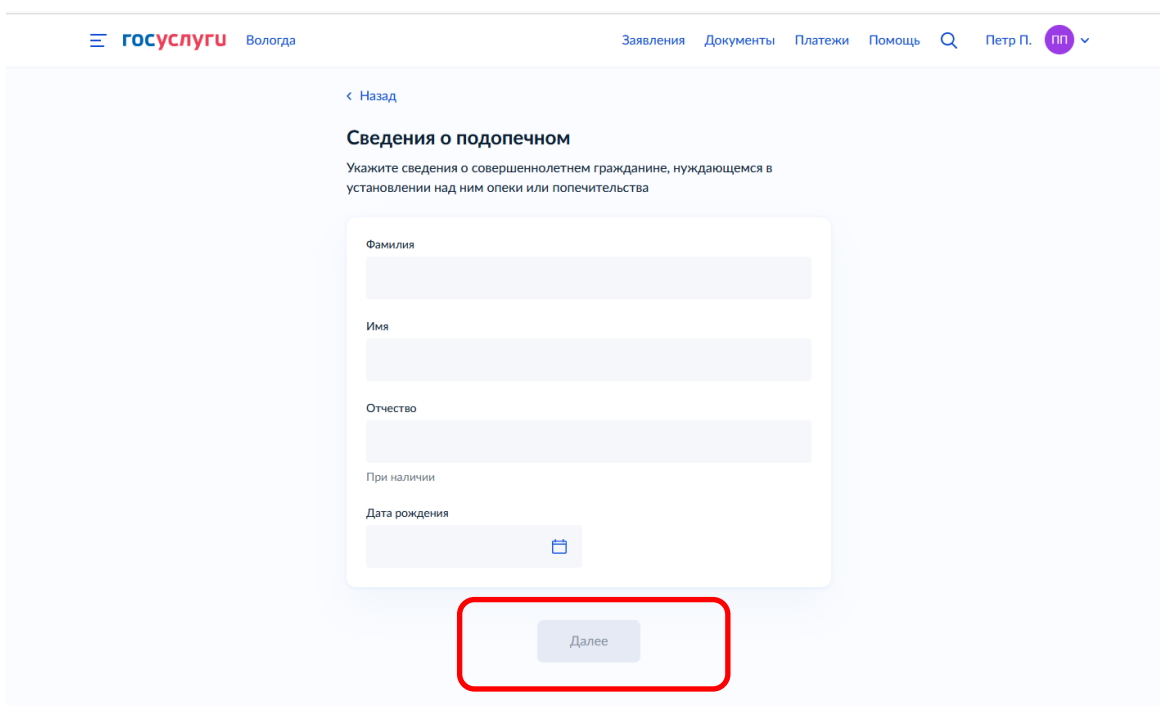 госуслуги Вологда Заявления Документы Платежи Помощь Петр П. ПП
Назад
Сведения о подопечном
Укажите сведения о совершеннолетнем гражданине, нуждающемся в
установлении над ним опеки или попечительства
Фамилия
Имя
Отчество
При наличии
Дата рождения
Далее